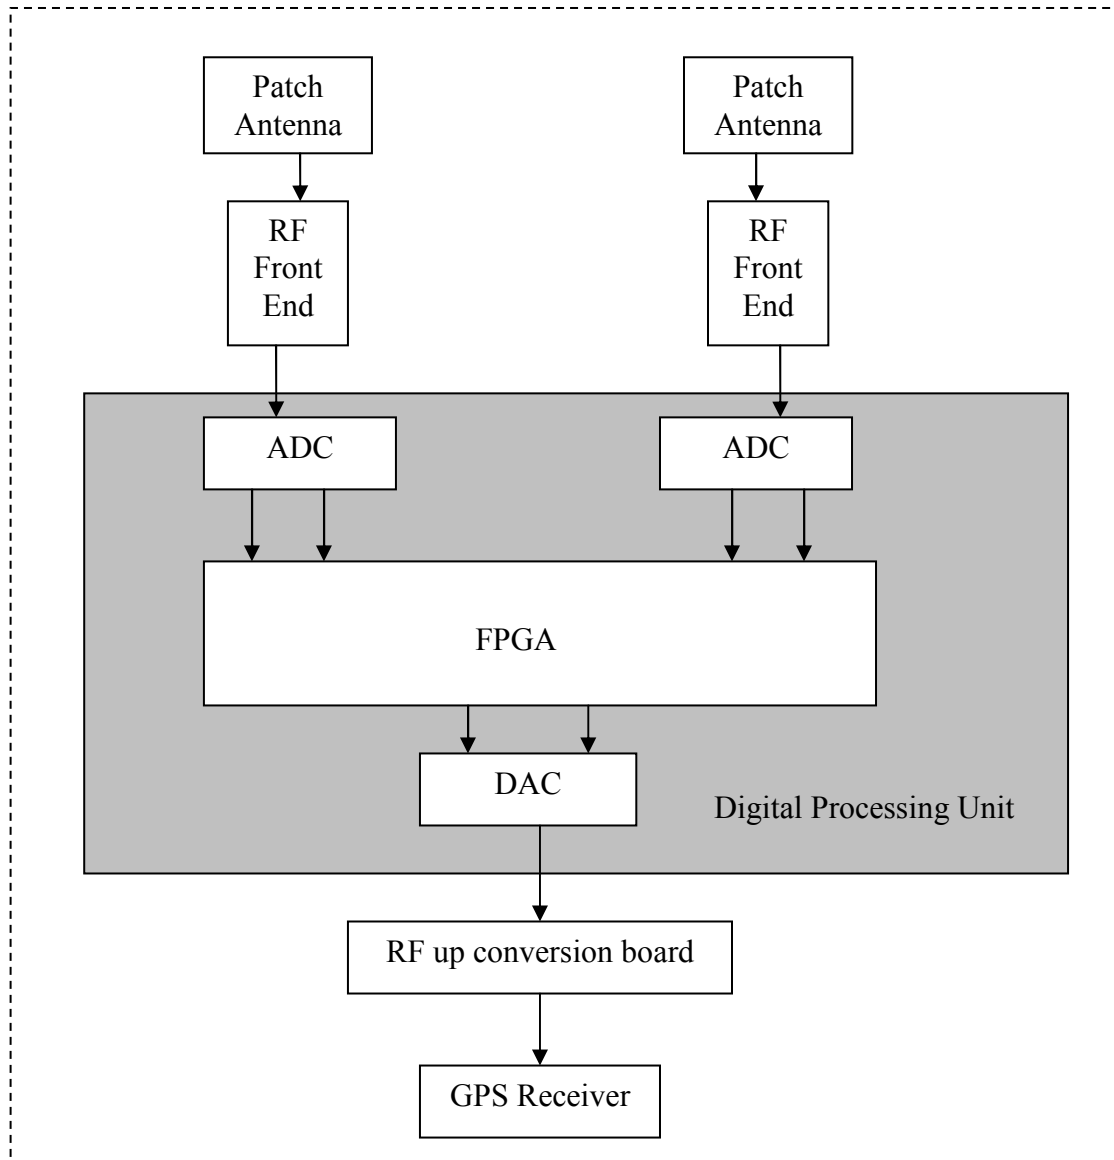 Patch
Antenna
Patch
Antenna
RF
Front
End
RF
Front
End
ADC
ADC
FPGA
DAC
Digital Processing Unit
RF up conversion board
GPS Receiver